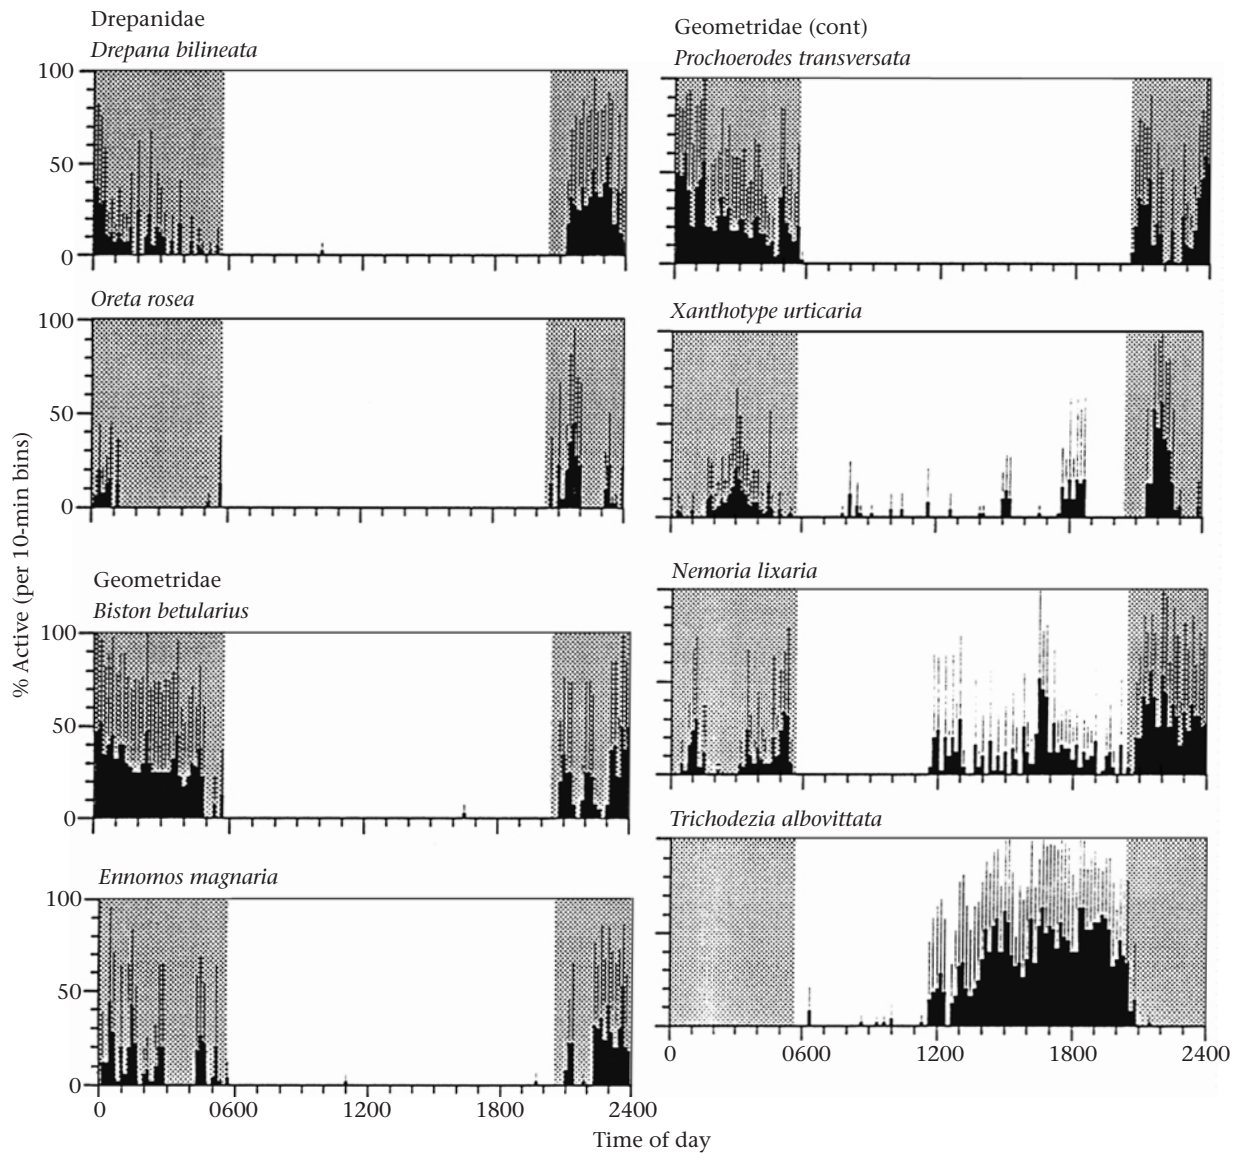 Drepanidae
Drepana bilineata
100
50
0
Oreta rosea
100
50
0
Geometridae
Biston betularius
100
50
0
Ennomos magnaria
100
50
0
0 0600 1200 1800 2400
% Active (per 10-min bins)
Geometridae (cont)
Prochoerodes transversata
Xanthotype urticaria
Nemoria lixaria
Trichodezia albovittata
0 0600 1200 1800 2400
Time of day